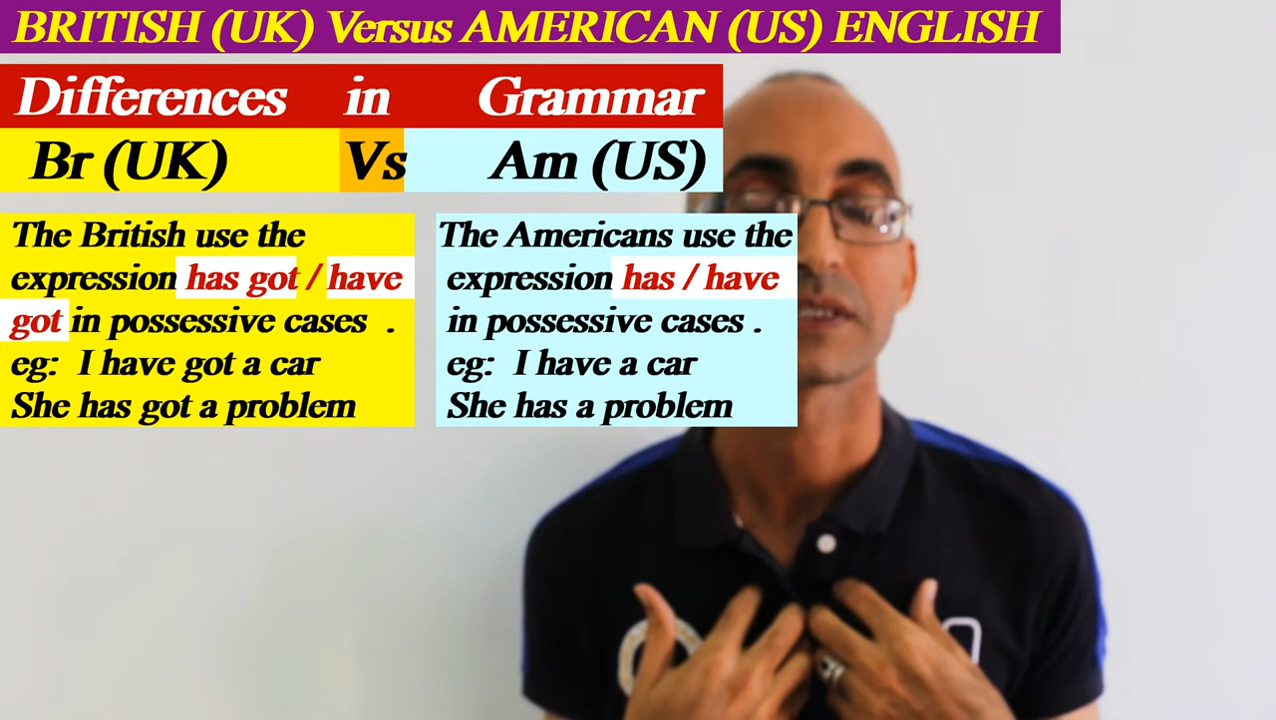 BRITISH (UK) Versus AMERICAN (US) ENGLISH
Differences in Grammar
Br (UK) Vs Am (US)
The British use the
expression has got / have
got in possessive cases .
eg: I have got a car
She has got a problem
The Americans use the
expression has / have
in possessive cases .
eg: I have a car
She has a problem